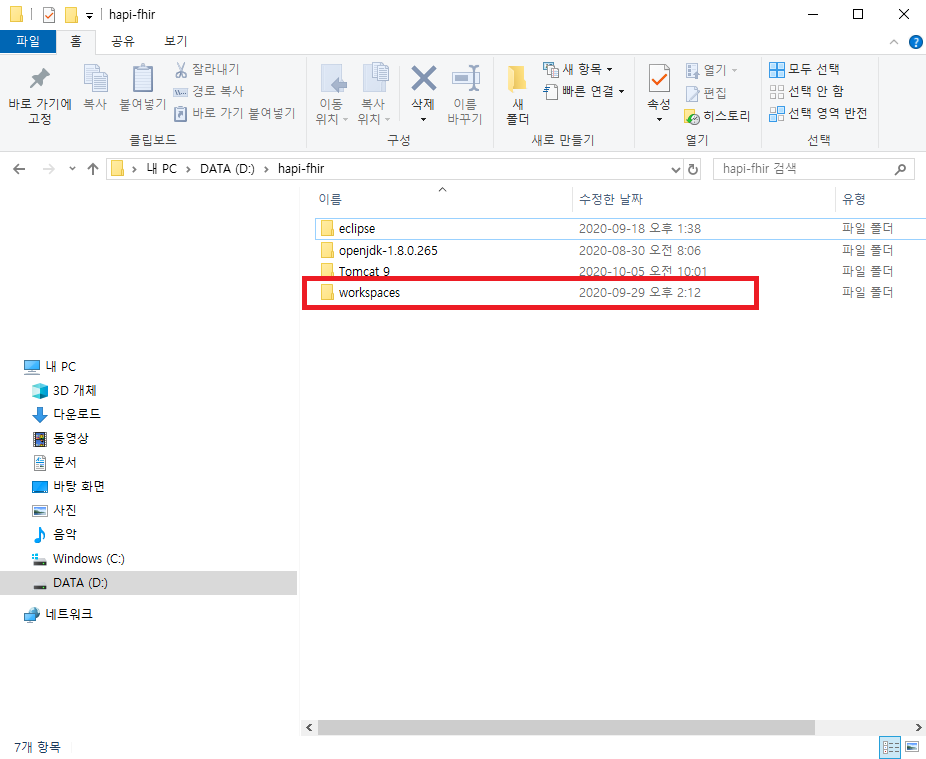 hapi-fhir
파일 홈 공유 보기
바로 가기에 고정
복사
붙여넣기
잘라내기
경로 복사
바로 가기 붙여넣기
클립보드
이동 위치
복사 위치
삭제
이름 바꾸기
구성
새 폴더
새 항목
빠른 연결
새로 만들기
속성
열기
편집
히스토리
열기
모두 선택
선택 안 함
선택 영역 반전
선택
내 PC > DATA (D:) > hapi-fhir
hapi-fhir 검색
이름 수정한 날짜 유형
eclipse 2020-09-18 오후 1:38 파일 폴더
openjdk-1.8.0.265 2020-08-30 오전 8:06 파일 폴더
Tomcat 9 2020-10-05 오전 10:01 파일 폴더
workspaces 2020-09-29 오후 2:12 파일 폴더
내 PC
3D 개체
다운로드
동영상
문서
바탕 화면
사진
음악
Windows (C:)
DATA (D:)
네트워크
7개 항목